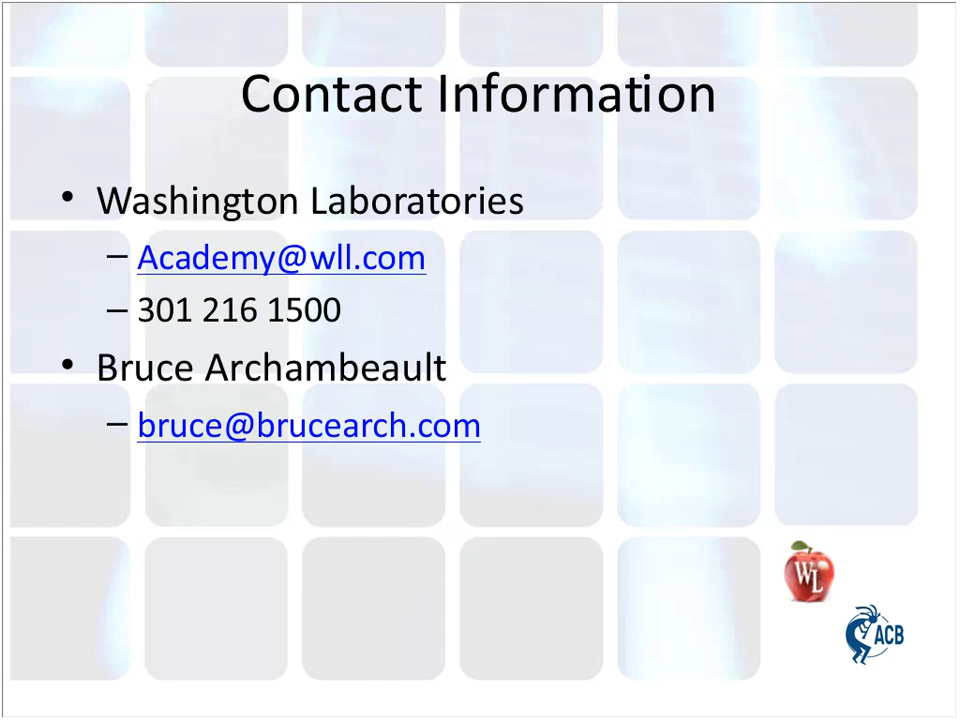 Contact Information
• Washington Laboratories
– Academy@wll.com
– 301 216 1500
• Bruce Archambeault
– bruce@brucearch.com
WL
ACB